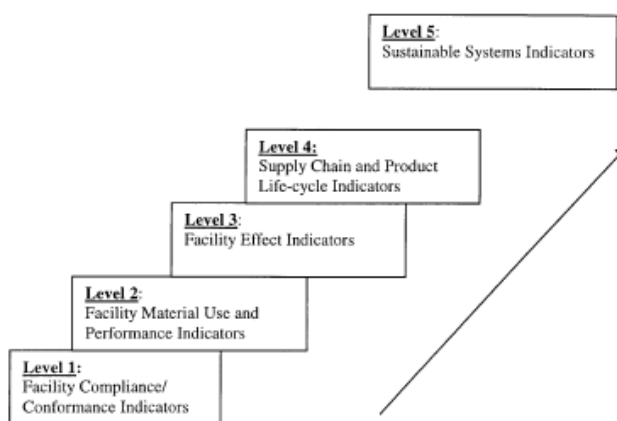 Level 5:
Sustainable Systems Indicators
Level 4:
Supply Chain and Product
Life-cycle Indicators
Level 3:
Facility Effect Indicators
Level 2:
Facility Material Use and
Performance Indicators
Level 1:
Facility Compliance/
Conformance Indicators